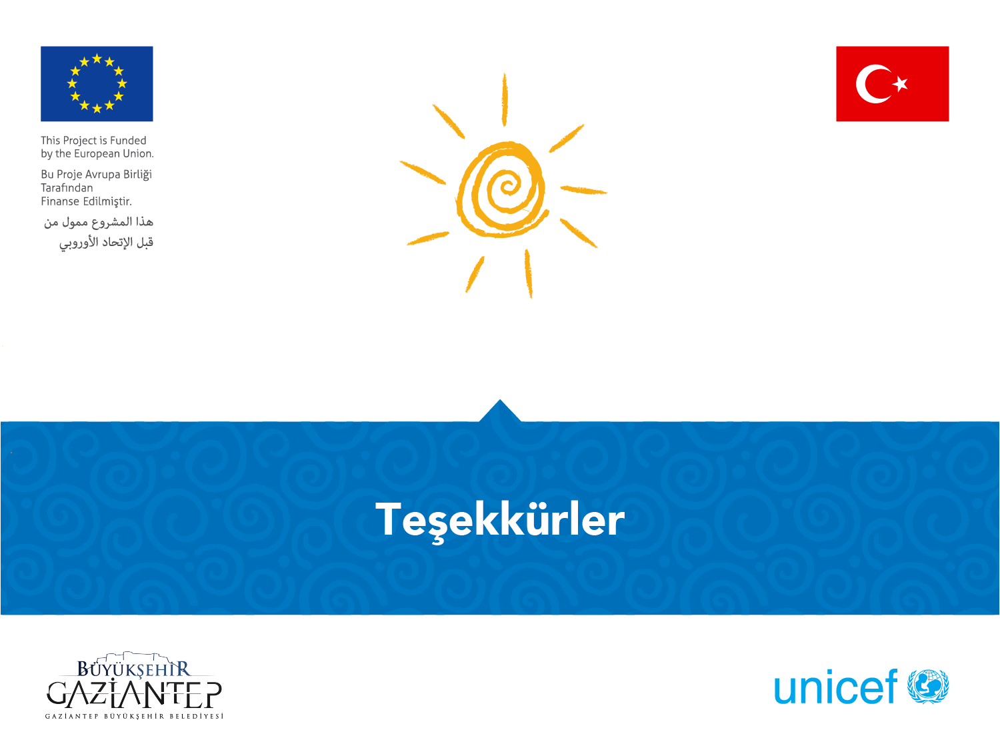 This Project is Funded
by the European Union.
Bu Proje Avrupa Birliği
Tarafından
Finanse Edilmiştir.
هذا المشروع ممول من
قبل الإتحاد الأوروبي
Teşekkürler
BÜYÜKŞEHİR
GAZİANTEP
GAZİANTEP BÜYÜKŞEHİR BELEDİYESİ
unicef